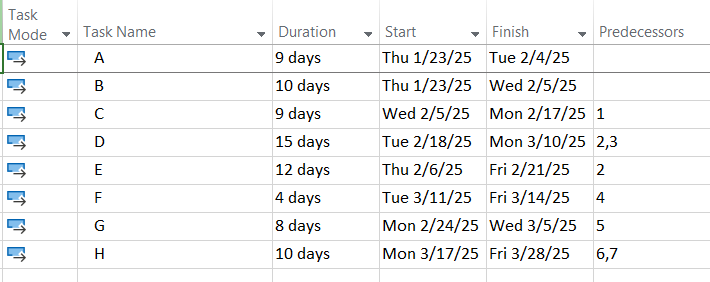 Task Mode Task Name Duration Start Finish Predecessors
A 9 days Thu 1/23/25 Tue 2/4/25
B 10 days Thu 1/23/25 Wed 2/5/25
C 9 days Wed 2/5/25 Mon 2/17/25 1
D 15 days Tue 2/18/25 Mon 3/10/25 2,3
E 12 days Thu 2/6/25 Fri 2/21/25 2
F 4 days Tue 3/11/25 Fri 3/14/25 4
G 8 days Mon 2/24/25 Wed 3/5/25 5
H 10 days Mon 3/17/25 Fri 3/28/25 6,7